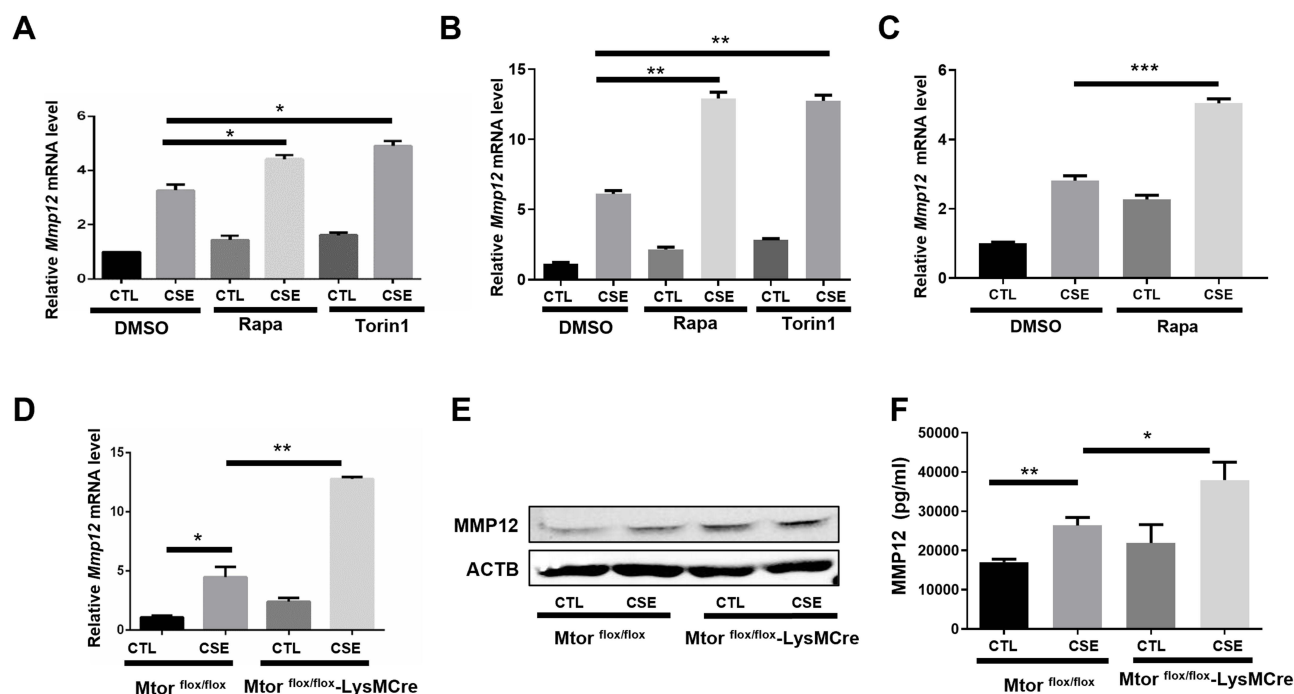 A
Relative Mmp12 mRNA level
6
4
2
0
*
*
CTL CSE CTL CSE CTL CSE
DMSO Rapa Torin1
B
Relative Mmp12 mRNA level
15
10
5
0
**
**
CTL CSE CTL CSE CTL CSE
DMSO Rapa Torin1
C
Relative Mmp12 mRNA level
6
4
2
0
***
CTL CSE CTL CSE
DMSO Rapa
D
Relative Mmp12 mRNA level
15
10
5
0
**
*
CTL CSE CTL CSE
Mtor flox/flox Mtor flox/flox-LysMCre
E
MMP12
ACTB
CTL CSE CTL CSE
Mtor flox/flox Mtor flox/flox-LysMCre
F
MMP12 (pg/ml)
50000
40000
30000
20000
10000
0
*
**
CTL CSE CTL CSE
Mtor flox/flox Mtor flox/flox-LysMCre